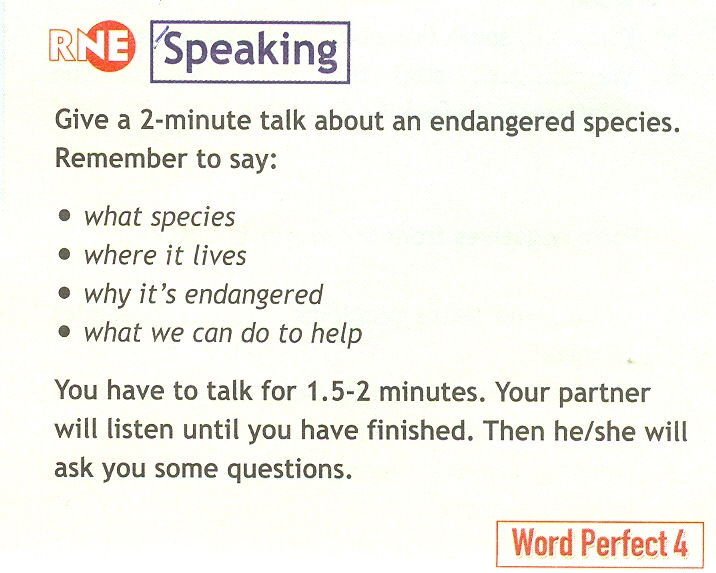 RNE Speaking
Give a 2-minute talk about an endangered species.
Remember to say:
• what species
• where it lives
• why it's endangered
• what we can do to help
You have to talk for 1.5-2 minutes. Your partner
will listen until you have finished. Then he/she will
ask you some questions.
Word Perfect 4